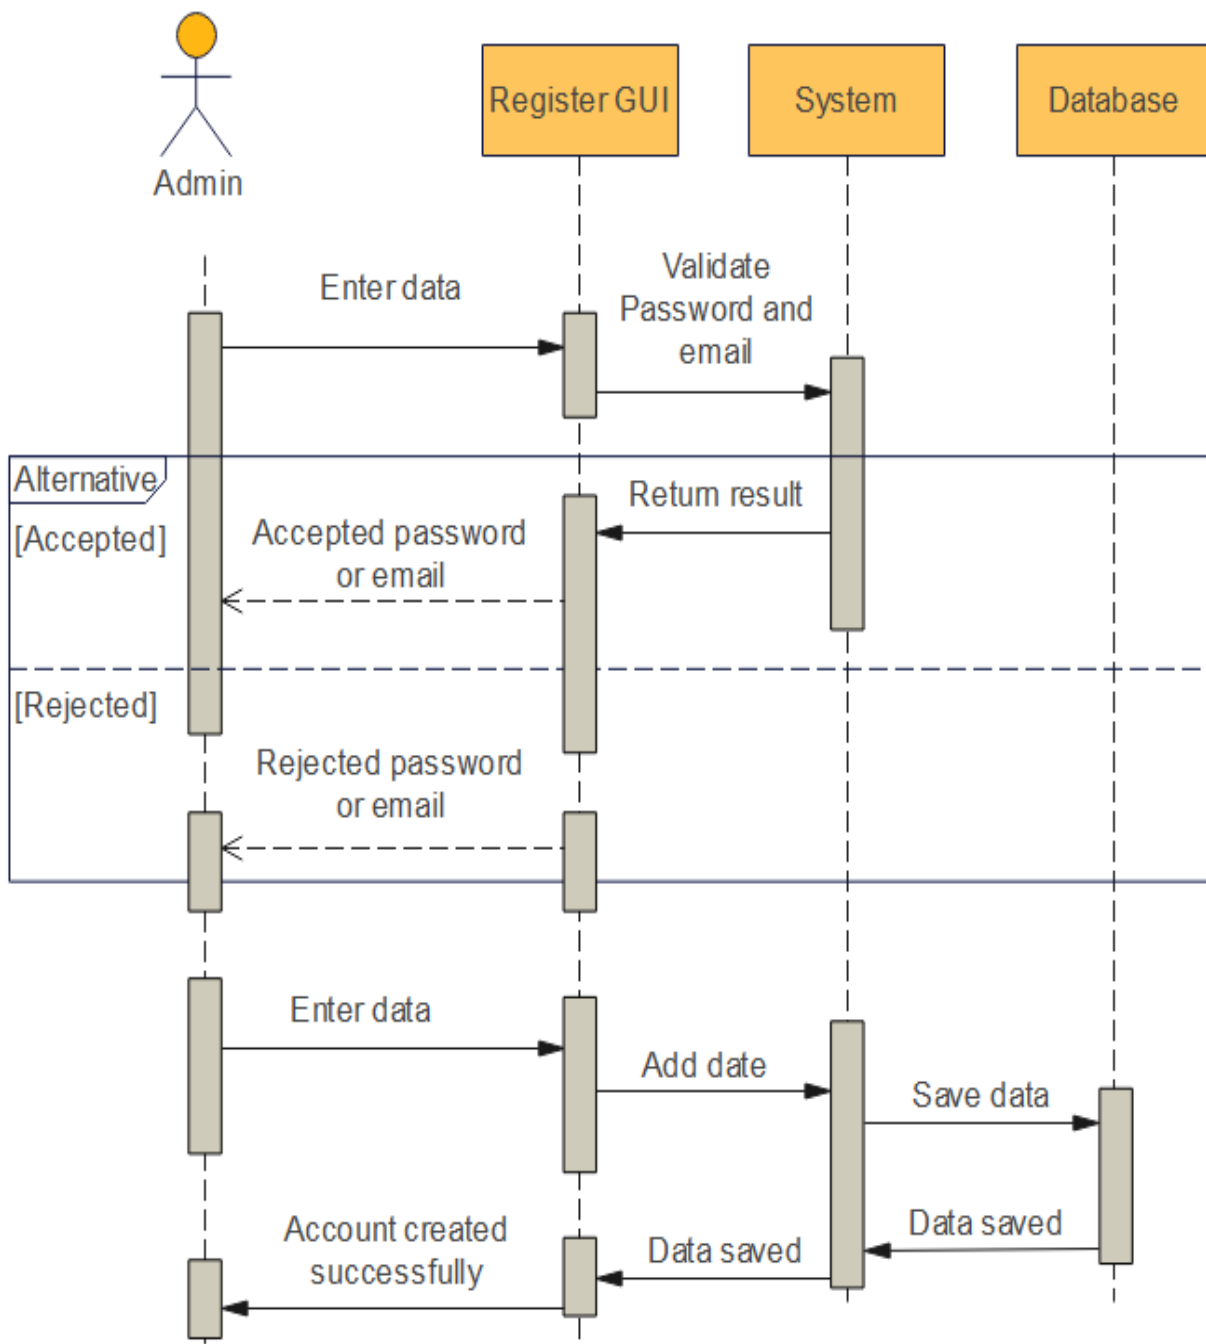 Register GUI
System
Database
Admin
Enter data
Validate
Password and
email
Alternative
[Accepted]
Return result
Accepted password
or email
[Rejected]
Rejected password
or email
Enter data
Add date
Save data
Data saved
Data saved
Account created
successfully